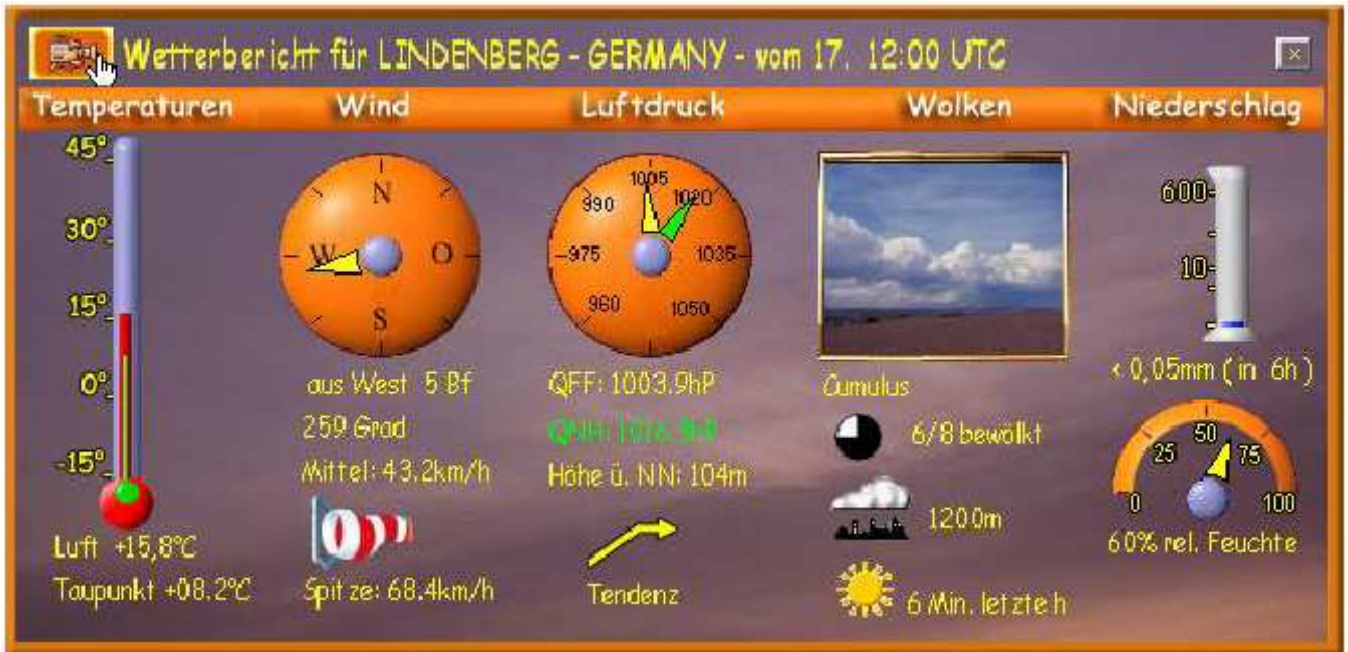 Wetterbericht für LINDENBERG - GERMANY - vom 17. 12:00 UTC
Temperaturen
Wind
Luftdruck
Wolken
Niederschlag
45°
30°
15°
0°
-15°
Luft +15,8°C
Taupunkt +08.2°C
N
W O
S
aus West 5 Bf
259 Grad
Mittel: 43.2km/h
Spitze: 68.4km/h
1005
990 1020
975 1035
960 1050
QFF: 1003.9hP
QNH: 1016.9hP
Höhe ü. NN: 104m
Tendenz
Cumulus
6/8 bewölkt
1200m
6 Min. letzte h
600
10
< 0,05mm (in 6h)
50
25 75
0 100
60% rel. Feuchte